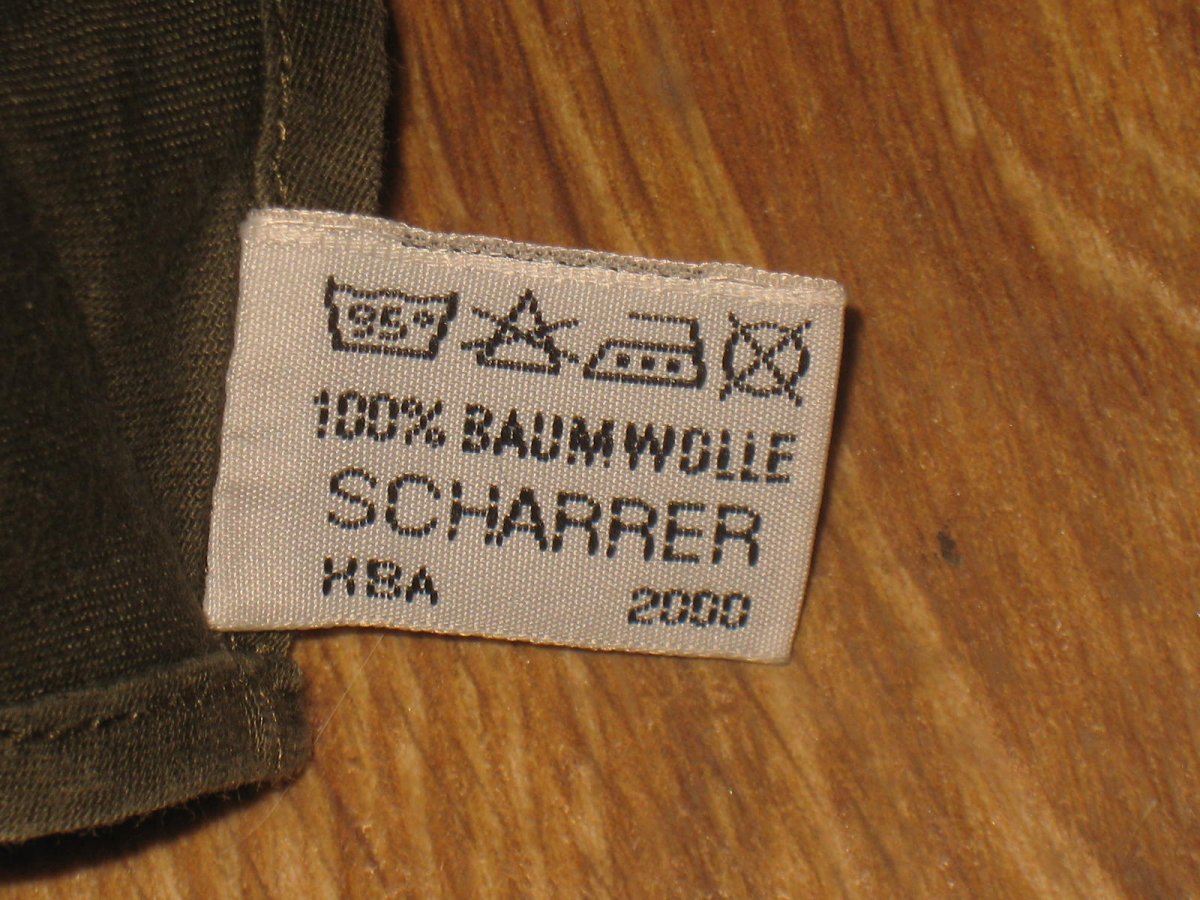 95°
100% BAUMWOLLE
SCHARRER
HBA 2000